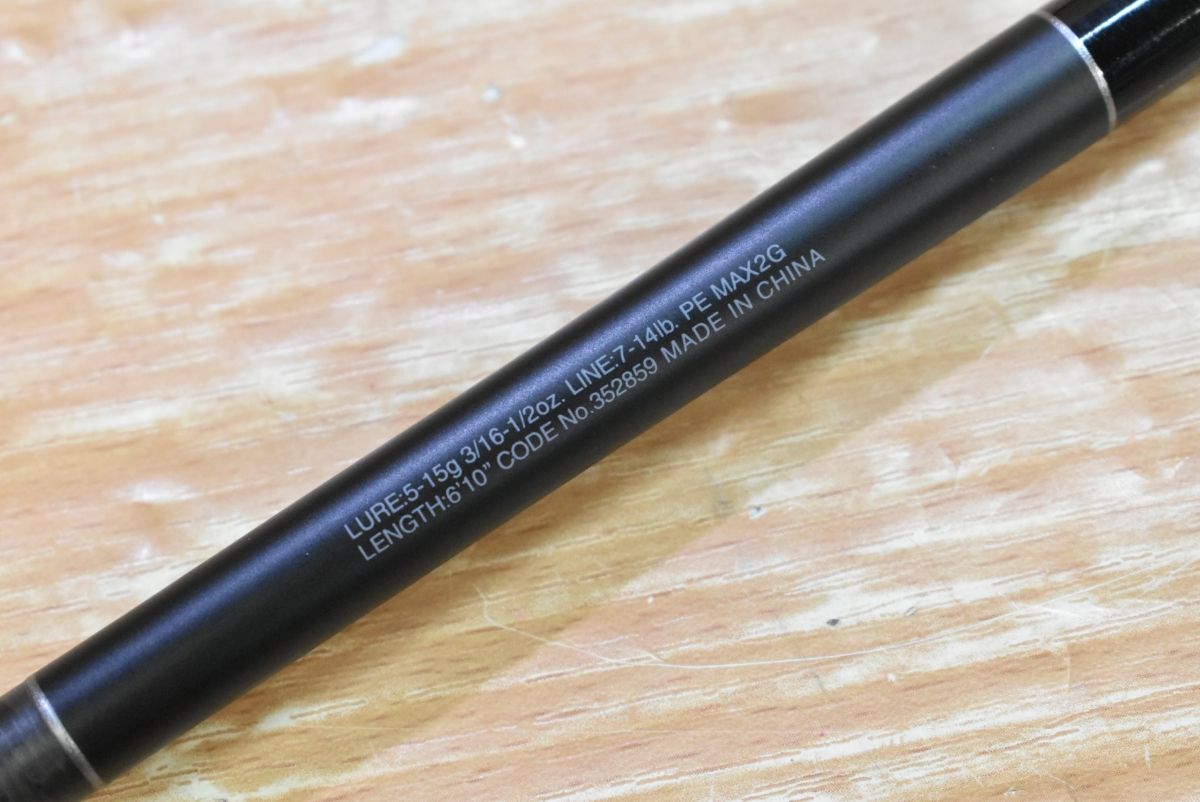 LURE:5-15g 3/16-1/2oz. LINE:7-14lb. PE MAX2G
LENGTH:6'10” CODE No.352859 MADE IN CHINA